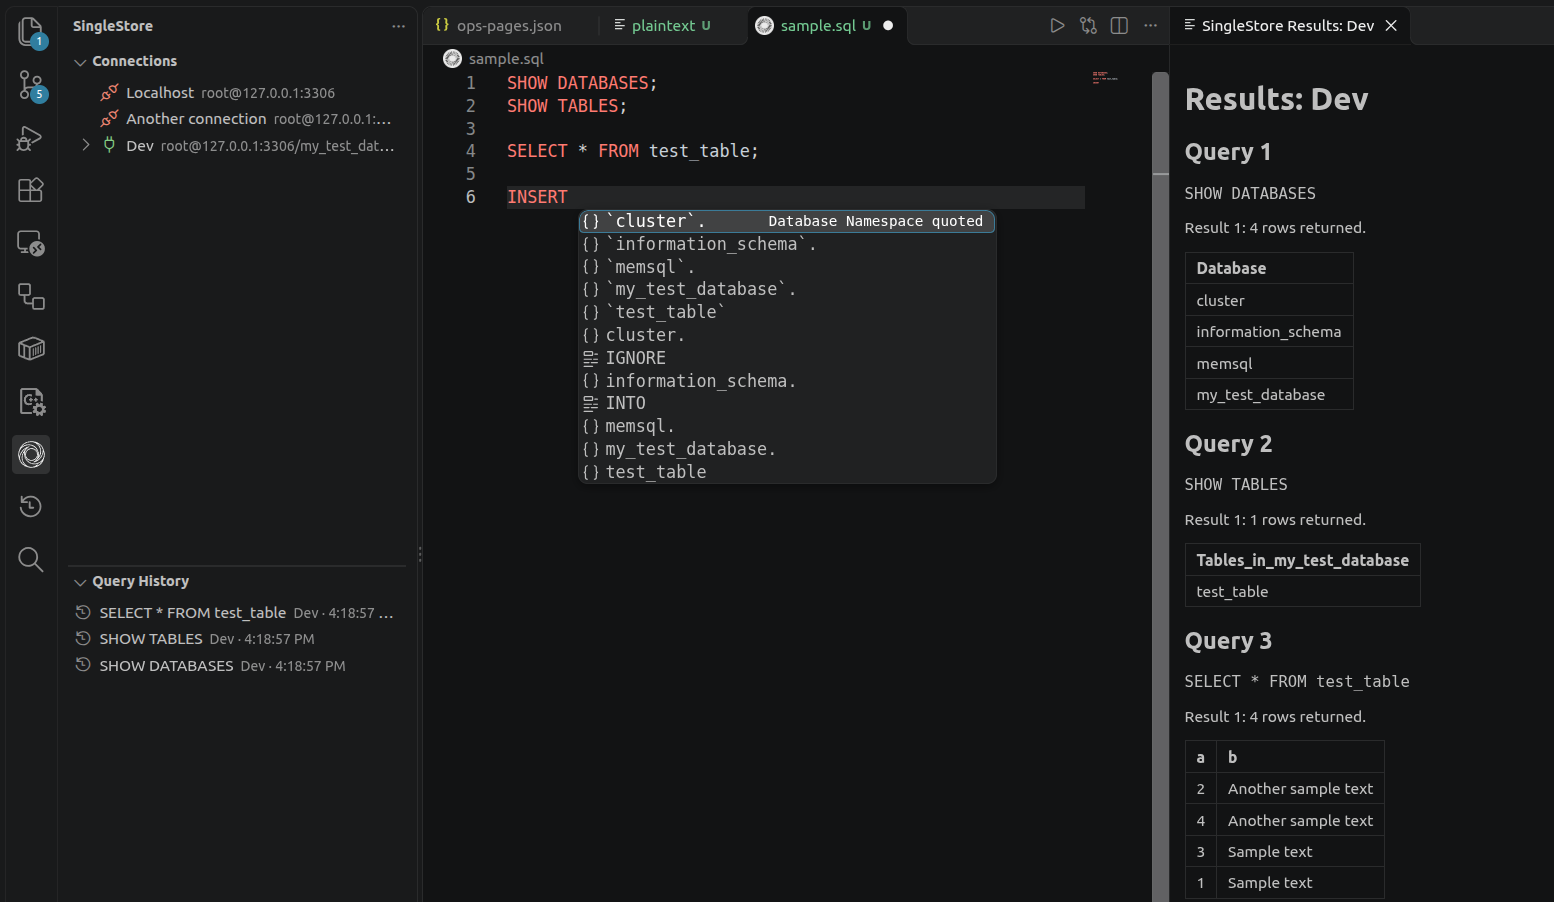 SingleStore
1
5
Connections
Localhost root@127.0.0.1:3306
Another connection root@127.0.0.1:...
Dev root@127.0.0.1:3306/my_test_dat...
Query History
SELECT * FROM test_table Dev · 4:18:57 ...
SHOW TABLES Dev · 4:18:57 PM
SHOW DATABASES Dev · 4:18:57 PM
{} ops-pages.json
plaintext U
sample.sql U
sample.sql
1 SHOW DATABASES;
2 SHOW TABLES;
3
4 SELECT * FROM test_table;
5
6 INSERT
{} `cluster`. Database Namespace quoted
{} `information_schema`.
{} `memsql`.
{} `my_test_database`.
{} `test_table`
{} cluster.
IGNORE
{} information_schema.
INTO
{} memsql.
{} my_test_database.
{} test_table
SingleStore Results: Dev
Results: Dev
Query 1
SHOW DATABASES
Result 1: 4 rows returned.
Database
cluster
information_schema
memsql
my_test_database
Query 2
SHOW TABLES
Result 1: 1 rows returned.
Tables_in_my_test_database
test_table
Query 3
SELECT * FROM test_table
Result 1: 4 rows returned.
a b
2 Another sample text
4 Another sample text
3 Sample text
1 Sample text